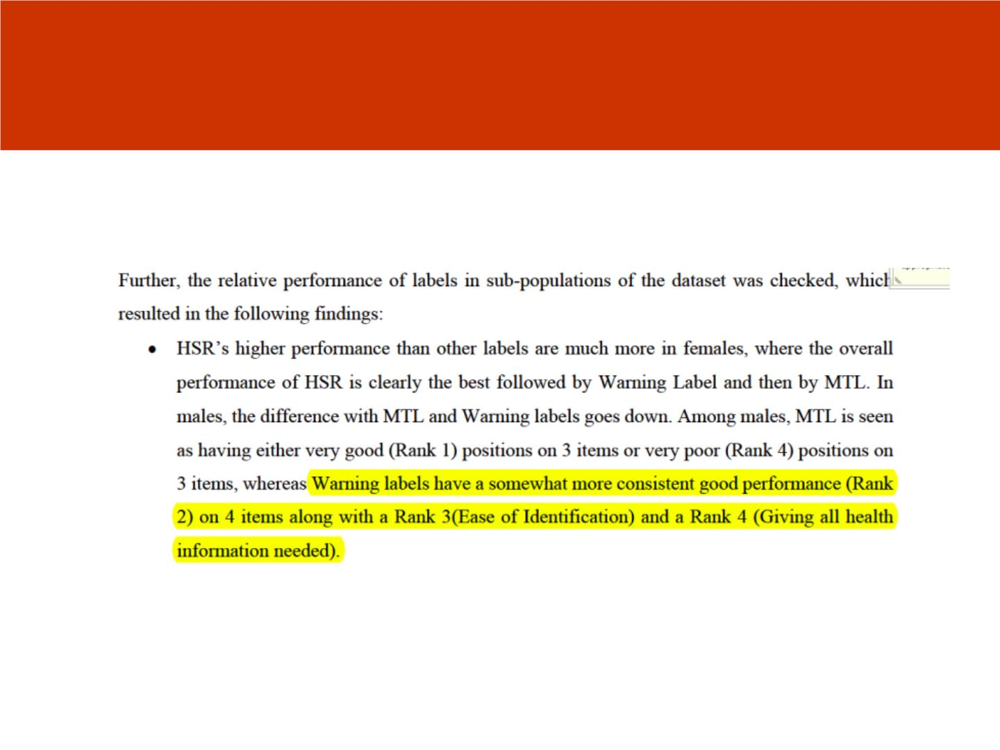 Further, the relative performance of labels in sub-populations of the dataset was checked, which
resulted in the following findings:
• HSR’s higher performance than other labels are much more in females, where the overall
performance of HSR is clearly the best followed by Warning Label and then by MTL. In
males, the difference with MTL and Warning labels goes down. Among males, MTL is seen
as having either very good (Rank 1) positions on 3 items or very poor (Rank 4) positions on
3 items, whereas Warning labels have a somewhat more consistent good performance (Rank
2) on 4 items along with a Rank 3(Ease of Identification) and a Rank 4 (Giving all health
information needed).